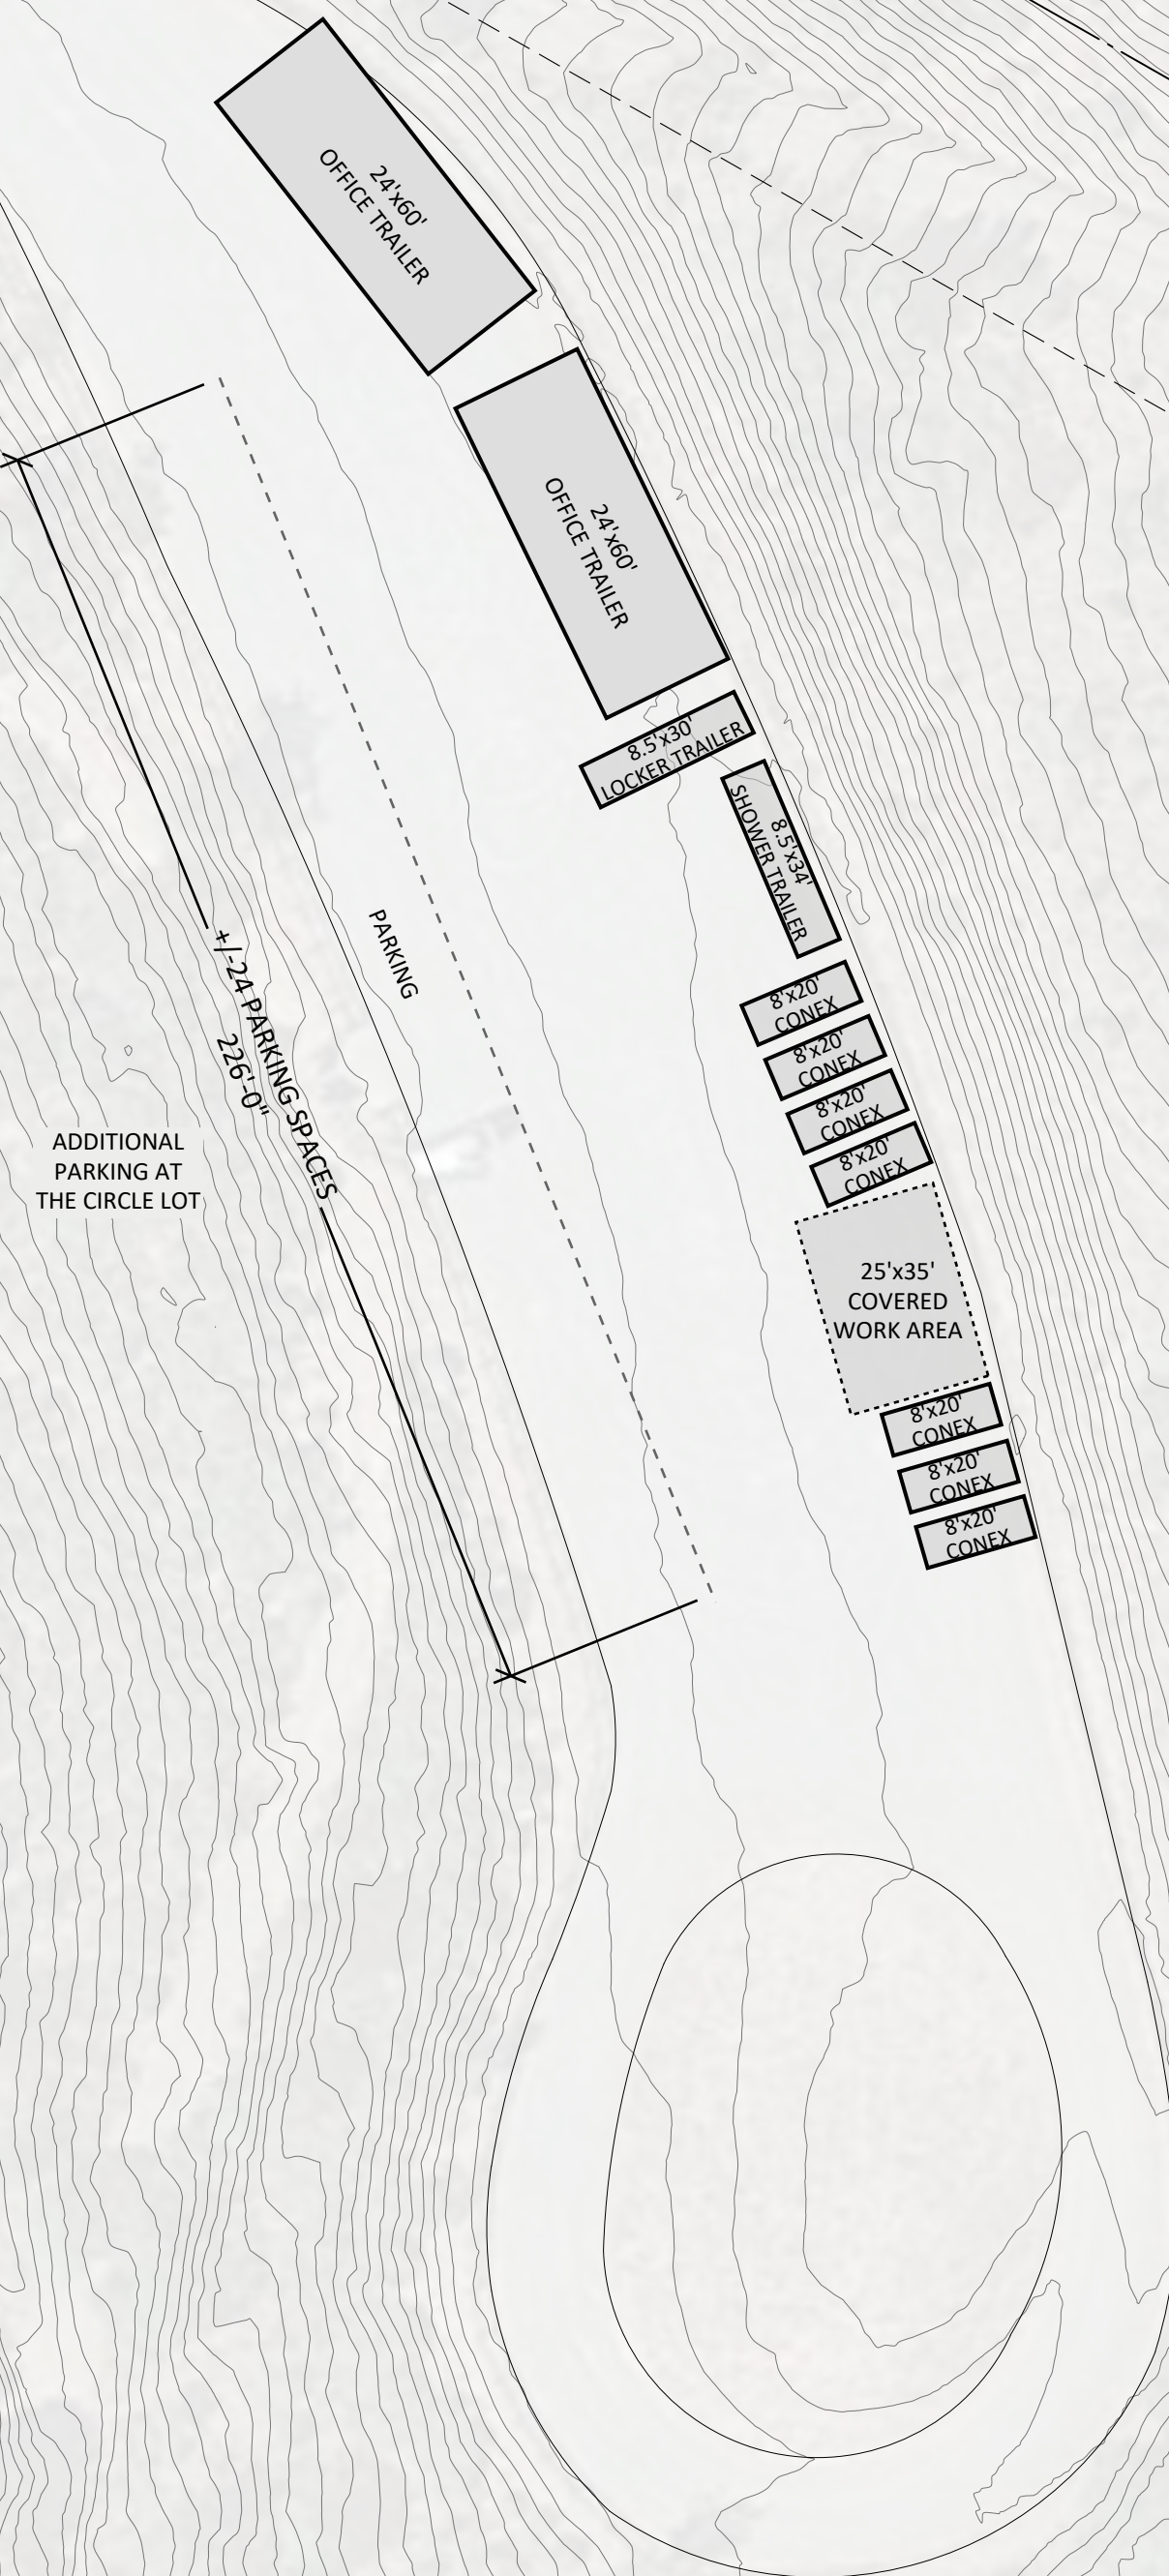 24'x60'
OFFICE TRAILER
24'x60'
OFFICE TRAILER
8.5'x30'
LOCKER TRAILER
8.5'x34'
SHOWER TRAILER
PARKING
+/-24 PARKING SPACES
226'-0"
8'x20'
CONEX
8'x20'
CONEX
8'x20'
CONEX
8'x20'
CONEX
ADDITIONAL
PARKING AT
THE CIRCLE LOT
25'x35'
COVERED
WORK AREA
8'x20'
CONEX
8'x20'
CONEX
8'x20'
CONEX